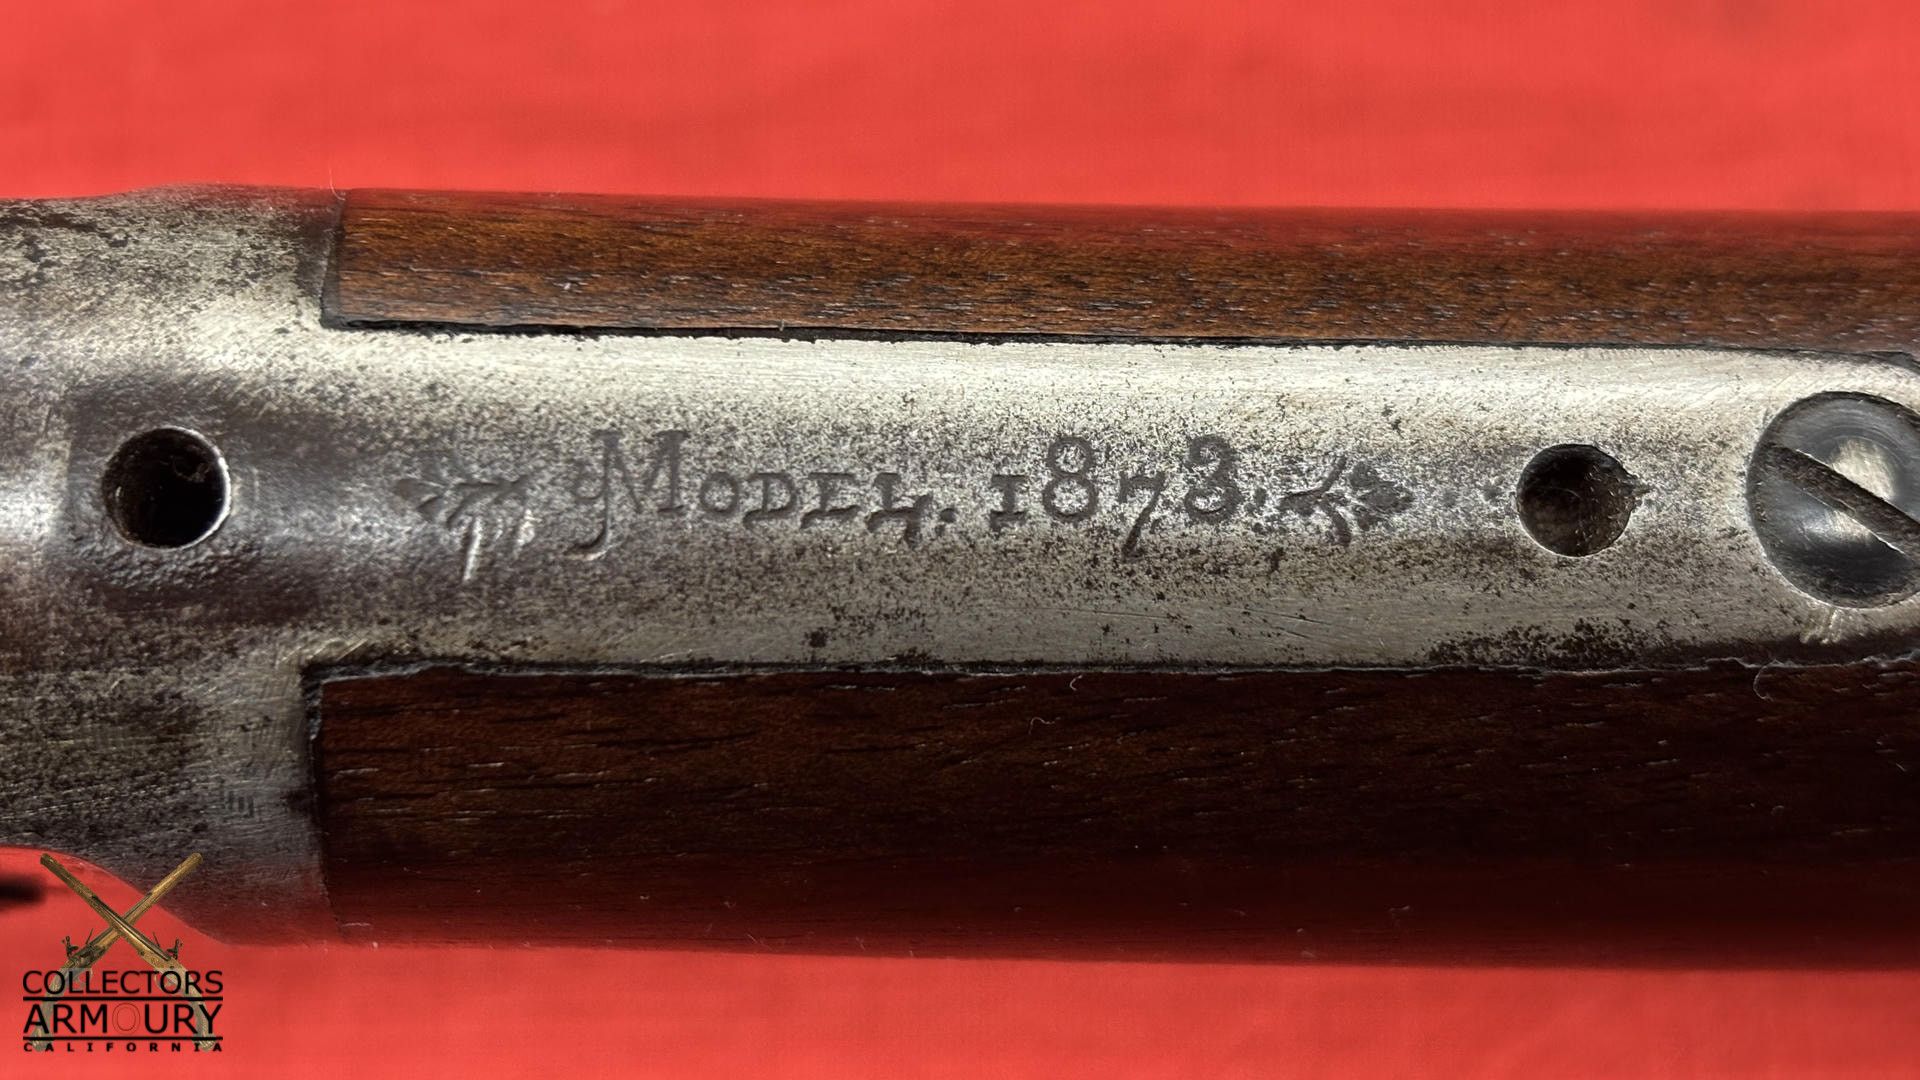 MODEL. 1873.
COLLECTORS
ARMOURY
CALIFORNIA